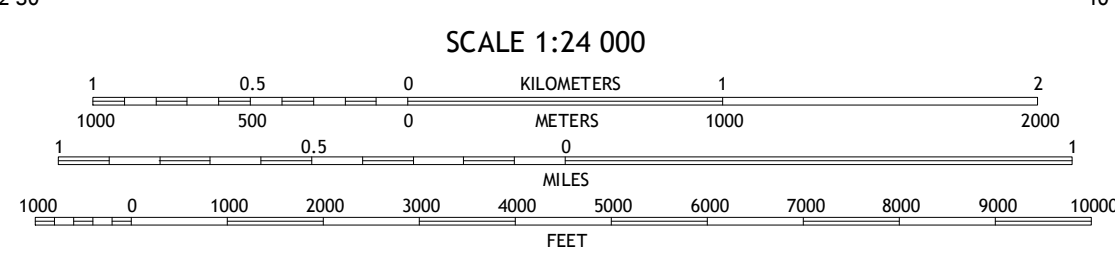 SCALE 1:24 000
1 0.5 0 KILOMETERS 1 2
1000 500 0 METERS 1000 2000
1 0.5 0 1
MILES
1000 0 1000 2000 3000 4000 5000 6000 7000 8000 9000 10000
FEET